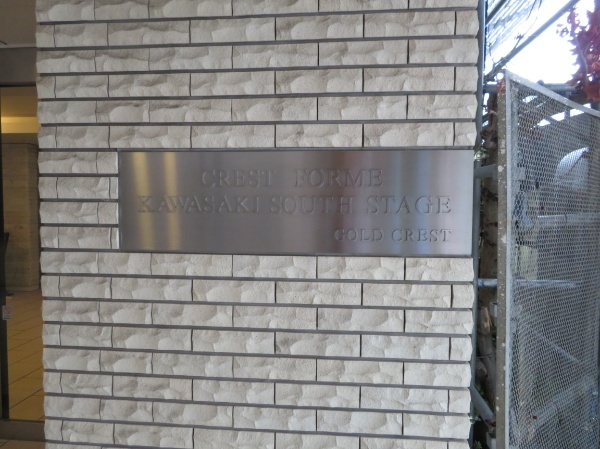 CREST FORME
KAWASAKI SOUTH STAGE
GOLD CREST